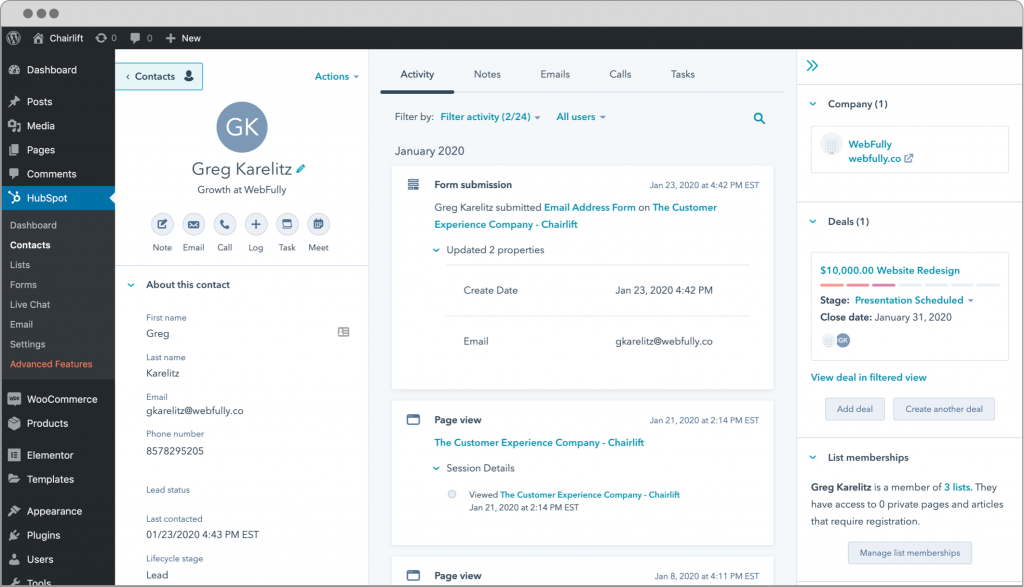 Chairlift
0
0
New
Dashboard
Posts
Media
Pages
Comments
HubSpot
Dashboard
Contacts
Lists
Forms
Live Chat
Email
Settings
Advanced Features
WooCommerce
Products
Elementor
Templates
Appearance
Plugins
Users
Tools
Contacts
Actions
GK
Greg Karelitz
Growth at WebFully
Note Email Call Log Task Meet
About this contact
First name
Greg
Last name
Karelitz
Email
gkarelitz@webfully.co
Phone number
8578295205
Lead status
Last contacted
01/23/2020 4:43 PM EST
Lifecycle stage
Lead
Activity Notes Emails Calls Tasks
Filter by: Filter activity (2/24) All users
January 2020
Form submission Jan 23, 2020 at 4:42 PM EST
Greg Karelitz submitted Email Address Form on The Customer
Experience Company - Chairlift
Updated 2 properties
Create Date Jan 23, 2020 4:42 PM
Email gkarelitz@webfully.co
Page view Jan 21, 2020 at 2:14 PM EST
The Customer Experience Company - Chairlift
Session Details
Viewed The Customer Experience Company - Chairlift
Jan 21, 2020 at 2:14 PM EST
Page view Jan 8, 2020 at 4:11 PM EST
Company (1)
WebFully
webfully.co
Deals (1)
$10,000.00 Website Redesign
Stage: Presentation Scheduled
Close date: January 31, 2020
GK
View deal in filtered view
Add deal Create another deal
List memberships
Greg Karelitz is a member of 3 lists. They
have access to 0 private pages and articles
that require registration.
Manage list memberships